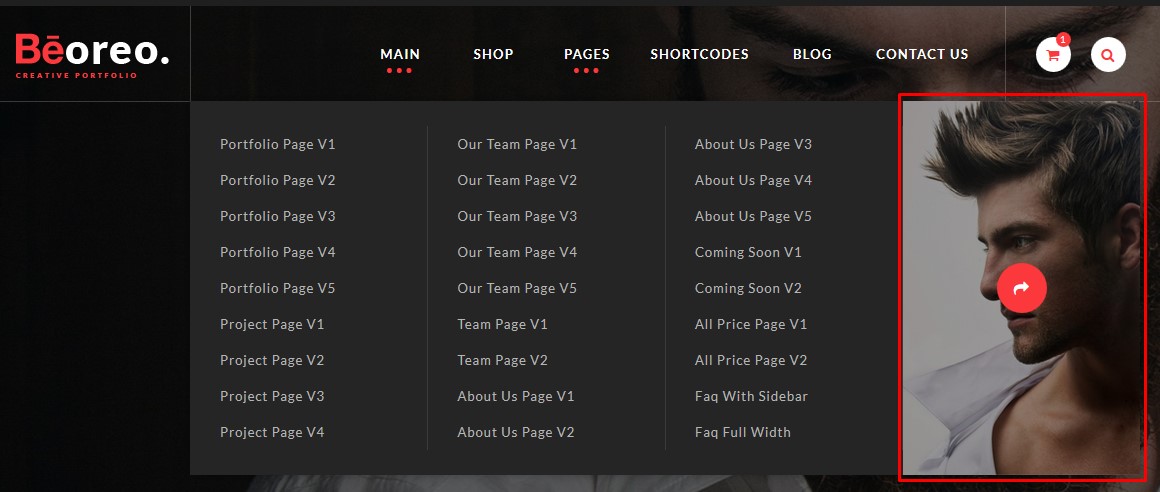 Bēoreo.
CREATIVE PORTFOLIO
MAIN SHOP PAGES SHORTCODES BLOG CONTACT US 1
Portfolio Page V1
Portfolio Page V2
Portfolio Page V3
Portfolio Page V4
Portfolio Page V5
Project Page V1
Project Page V2
Project Page V3
Project Page V4
Our Team Page V1
Our Team Page V2
Our Team Page V3
Our Team Page V4
Our Team Page V5
Team Page V1
Team Page V2
About Us Page V1
About Us Page V2
About Us Page V3
About Us Page V4
About Us Page V5
Coming Soon V1
Coming Soon V2
All Price Page V1
All Price Page V2
Faq With Sidebar
Faq Full Width